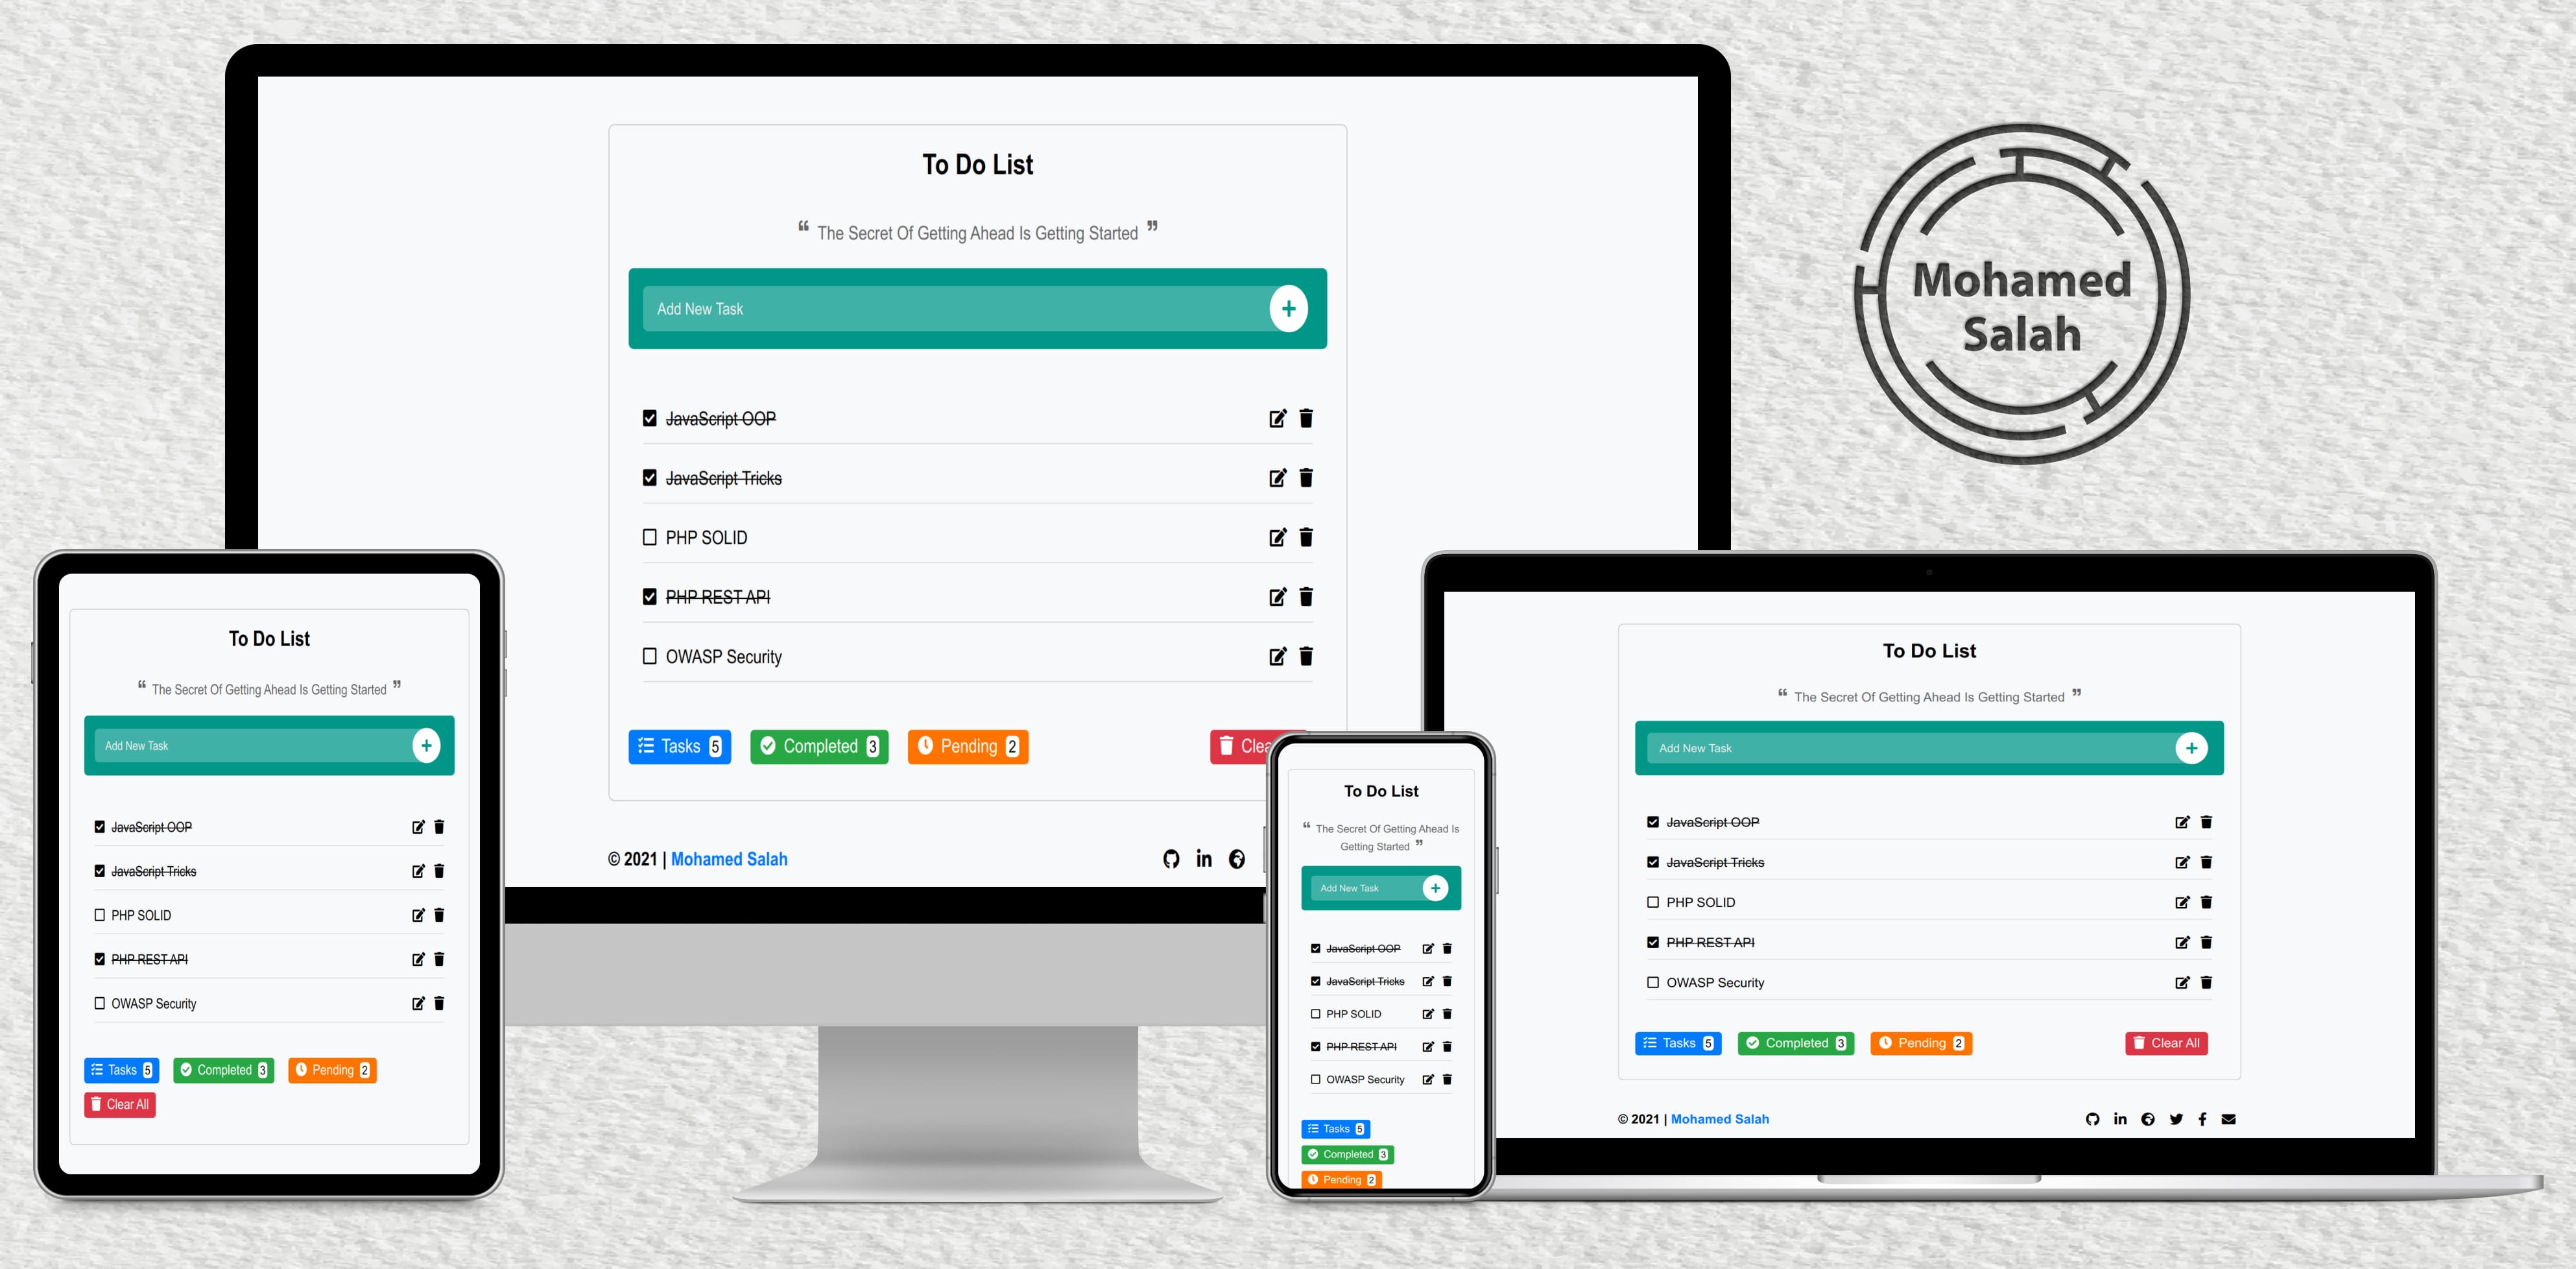 To Do List
“ The Secret Of Getting Ahead Is Getting Started ”
Add New Task
JavaScript OOP
JavaScript Tricks
PHP SOLID
PHP REST API
OWASP Security
Tasks 5 Completed 3 Pending 2 Clea
© 2021 | Mohamed Salah
Mohamed
Salah
To Do List
“ The Secret Of Getting Ahead Is Getting Started ”
Add New Task
JavaScript OOP
JavaScript Tricks
PHP SOLID
PHP REST API
OWASP Security
Tasks 5 Completed 3 Pending 2
Clear All
To Do List
“ The Secret Of Getting Ahead Is
Getting Started ”
Add New Task
JavaScript OOP
JavaScript Tricks
PHP SOLID
PHP REST API
OWASP Security
Tasks 5
Completed 3
Pending 2
To Do List
“ The Secret Of Getting Ahead Is Getting Started ”
Add New Task
JavaScript OOP
JavaScript Tricks
PHP SOLID
PHP REST API
OWASP Security
Tasks 5 Completed 3 Pending 2 Clear All
© 2021 | Mohamed Salah